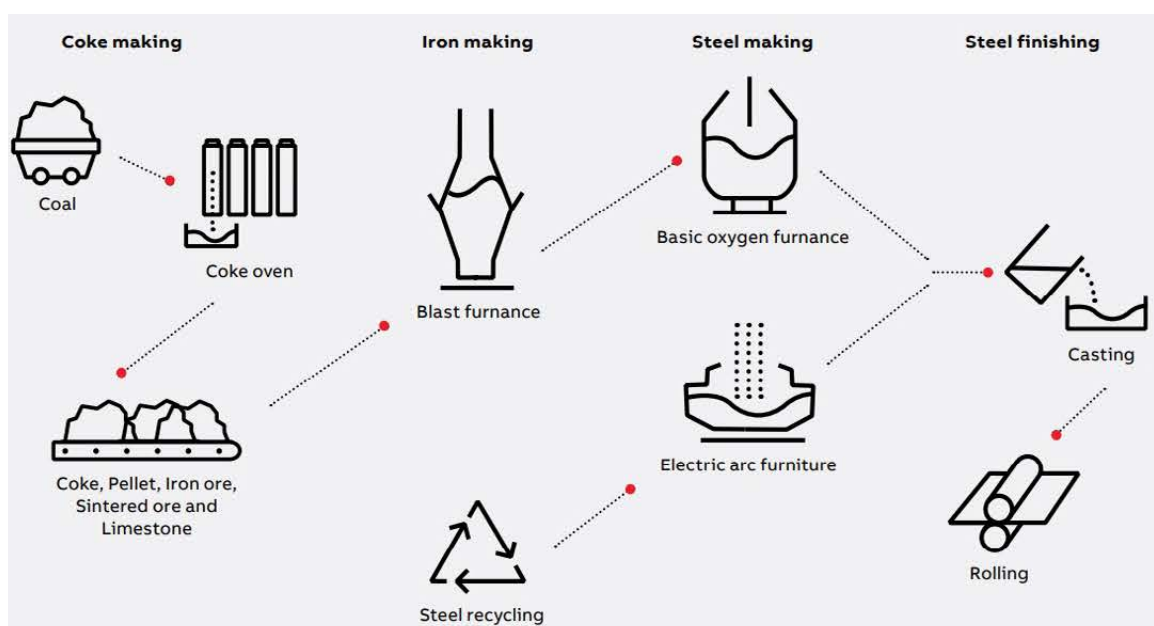 Coke making
Iron making
Steel making
Steel finishing
Coal
Coke oven
Coke, Pellet, Iron ore,
Sintered ore and
Limestone
Blast furnance
Steel recycling
Basic oxygen furnance
Electric arc furniture
Casting
Rolling